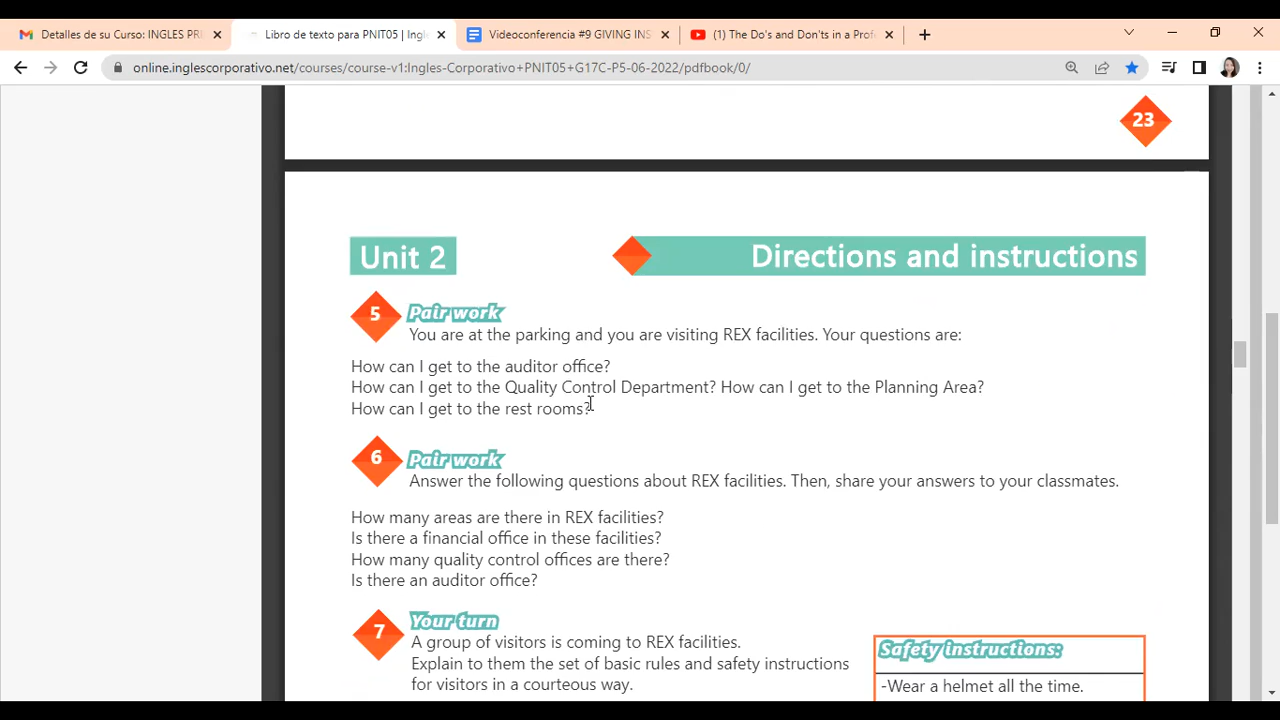 Detalles de su Curso: INGLES PRI
Libro de texto para PNIT05 | Ingl
Videoconferencia #9 GIVING INS
(1) The Do's and Don'ts in a Prof
online.inglescorporativo.net/courses/course-v1:Ingles-Corporativo+PNIT05+G17C-P5-06-2022/pdfbook/0/
23
Unit 2
Directions and instructions
5 Pair work
You are at the parking and you are visiting REX facilities. Your questions are:
How can I get to the auditor office?
How can I get to the Quality Control Department? How can I get to the Planning Area?
How can I get to the rest rooms?
6 Pair work
Answer the following questions about REX facilities. Then, share your answers to your classmates.
How many areas are there in REX facilities?
Is there a financial office in these facilities?
How many quality control offices are there?
Is there an auditor office?
7 Your turn
A group of visitors is coming to REX facilities.
Explain to them the set of basic rules and safety instructions
for visitors in a courteous way.
Safety instructions:
-Wear a helmet all the time.